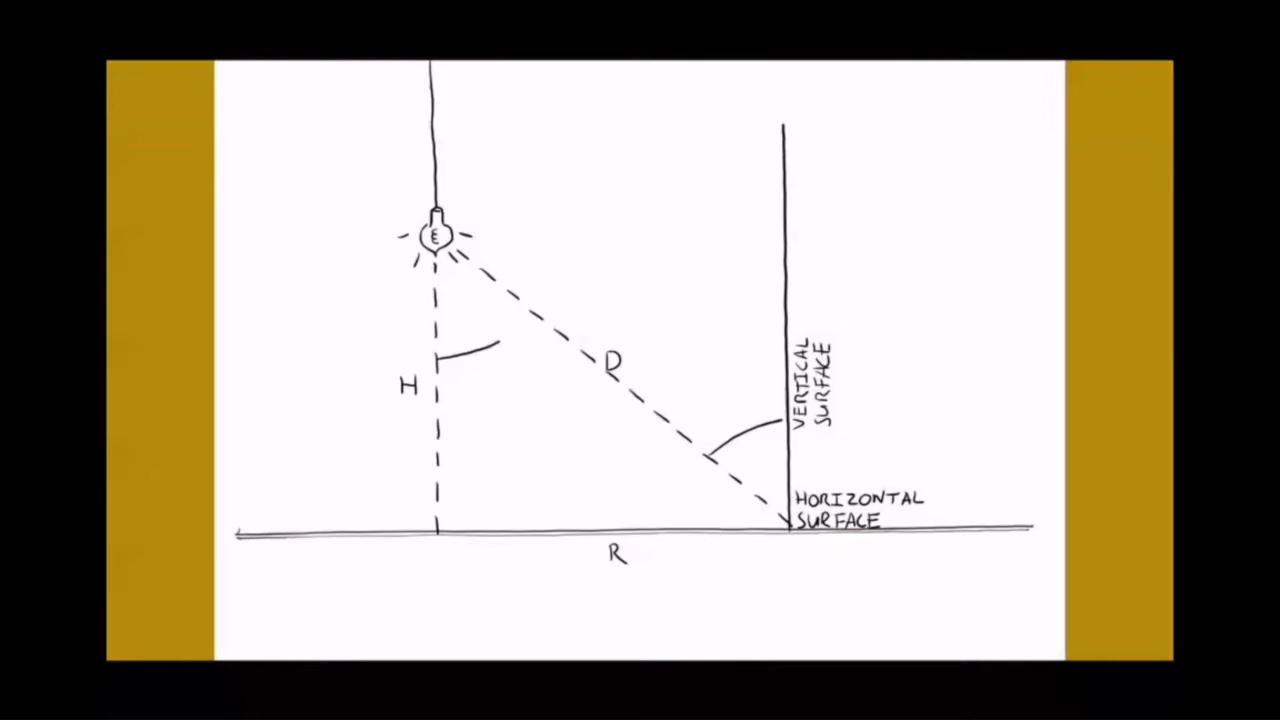 H
D
VERTICAL
SURFACE
HORIZONTAL
SURFACE
R